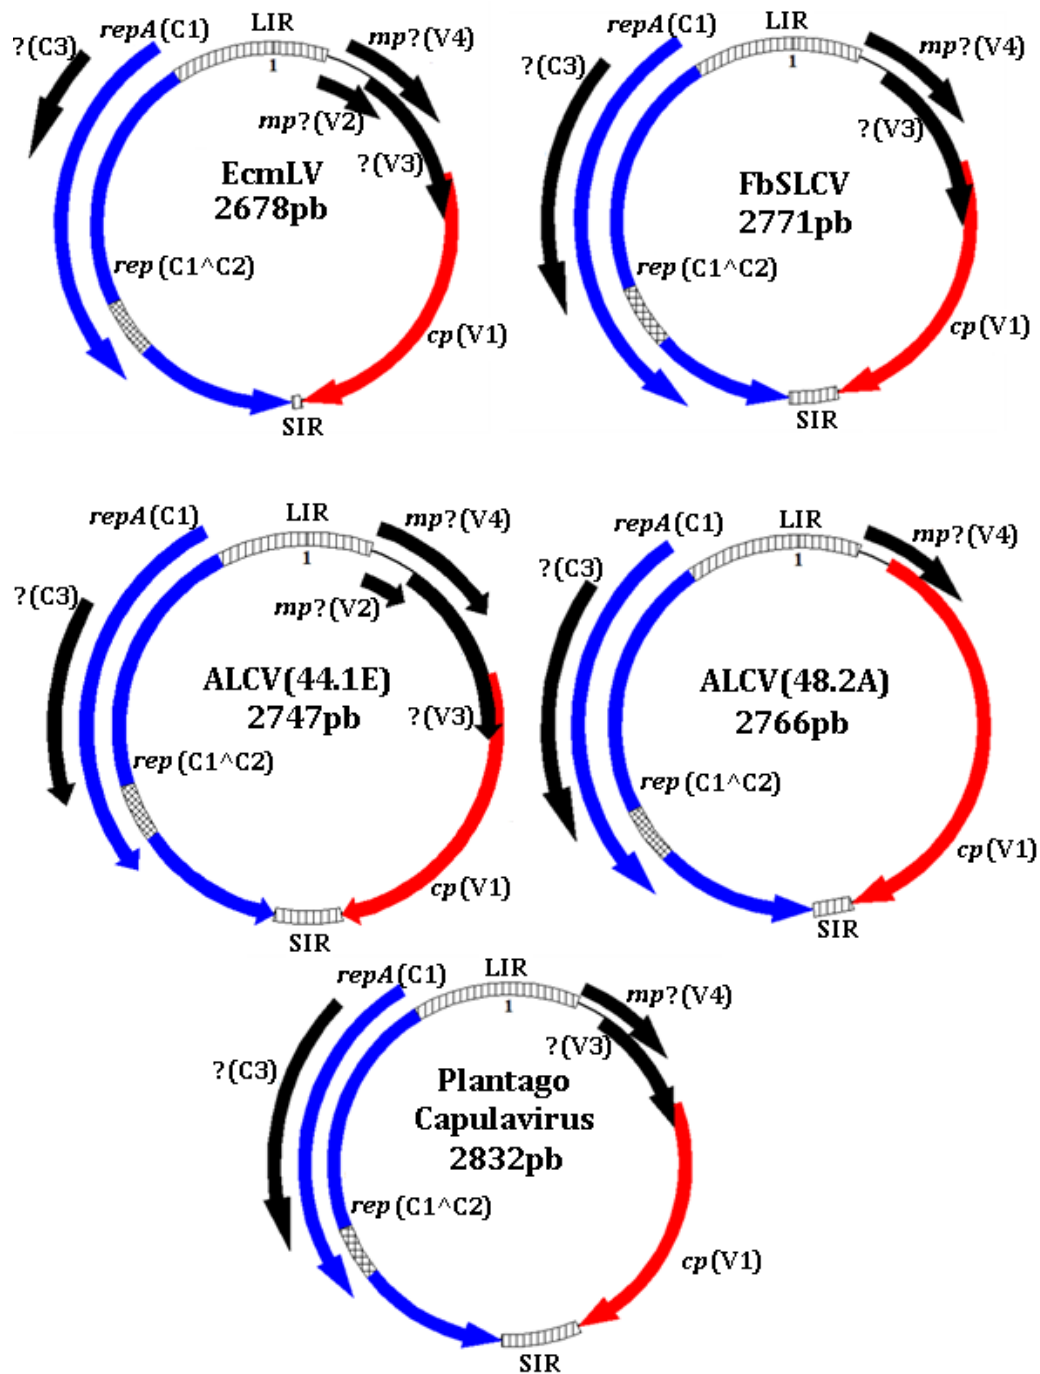 repA(C1)
LIR
mp?(V4)
?(C3)
1
mp?(V2)
?(V3)
EcmLV
2678pb
rep(C1^C2)
cp(V1)
SIR
repA(C1)
LIR
mp?(V4)
?(C3)
1
?(V3)
FbSLCV
2771pb
rep(C1^C2)
cp(V1)
SIR
repA(C1)
LIR
mp?(V4)
1
?(C3)
mp?(V2)
ALCV(44.1E)
2747pb
?(V3)
rep(C1^C2)
cp(V1)
SIR
repA(C1)
LIR
mp?(V4)
1
?(C3)
ALCV(48.2A)
2766pb
rep(C1^C2)
cp(V1)
SIR
repA(C1)
LIR
mp?(V4)
1
?(V3)
?(C3)
Plantago
Capulavirus
2832pb
rep(C1^C2)
cp(V1)
SIR